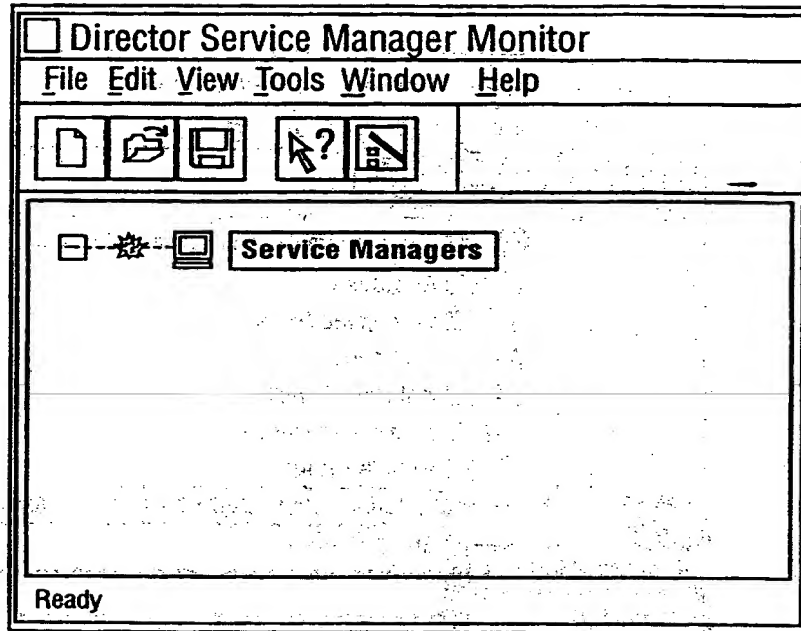 Director Service Manager Monitor
File Edit View Tools Window Help
?
Service Managers
Ready